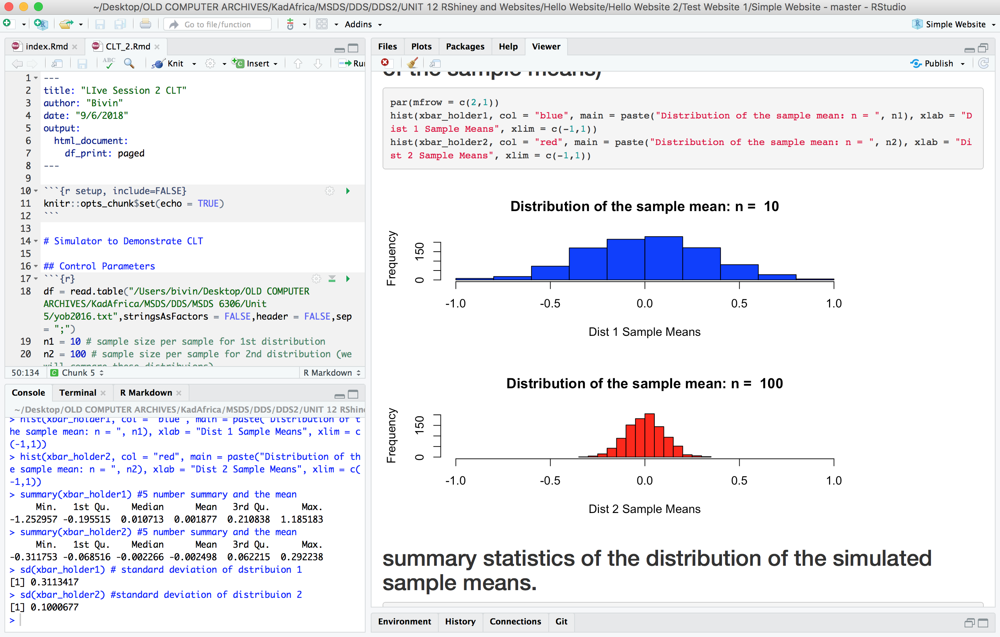 ~/Desktop/OLD COMPUTER ARCHIVES/KadAfrica/MSDS/DDS/DDS2/UNIT 12 RShiney and Websites/Hello Website/Hello Website 2/Test Website 1/Simple Website - master - RStudio
Go to file/function
Git
Addins
Simple Website
index.Rmd
CLT_2.Rmd
ABC
Knit
Insert
Ru
1 ---
2 title: "LIve Session 2 CLT"
3 author: "Bivin"
4 date: "9/6/2018"
5 output:
6 html_document:
7 df_print: paged
8 ---
9
10 ```{r setup, include=FALSE}
11 knitr::opts_chunk$set(echo = TRUE)
12 ```
13
14 # Simulator to Demonstrate CLT
15
16 ## Control Parameters
17 ```{r}
18 df = read.table("/Users/bivin/Desktop/OLD COMPUTER
ARCHIVES/KadAfrica/MSDS/DDS/MSDS 6306/Unit
5/yob2016.txt",stringsAsFactors = FALSE,header = FALSE,sep
= ";")
19 n1 = 10 # sample size per sample for 1st distribution
20 n2 = 100 # sample size per sample for 2nd distribution (we
will compare these distribuions)
50:134
C Chunk 5
R Markdown
Console
Terminal
R Markdown
~/Desktop/OLD COMPUTER ARCHIVES/KadAfrica/MSDS/DDS/DDS2/UNIT 12 RShin
> hist(xbar_holder1, col = "blue", main = paste("Distribution of t
he sample mean: n = ", n1), xlab = "Dist 1 Sample Means", xlim = c
(-1,1))
> hist(xbar_holder2, col = "red", main = paste("Distribution of th
e sample mean: n = ", n2), xlab = "Dist 2 Sample Means", xlim = c(
-1,1))
> summary(xbar_holder1) #5 number summary and the mean
Min. 1st Qu. Median Mean 3rd Qu. Max.
-1.252957 -0.195515 0.010713 0.001877 0.210838 1.185183
> summary(xbar_holder2) #5 number summary and the mean
Min. 1st Qu. Median Mean 3rd Qu. Max.
-0.311753 -0.068516 -0.002266 -0.002498 0.062215 0.292238
> sd(xbar_holder1) # standard deviation of dstribuion 1
[1] 0.3113417
> sd(xbar_holder2) #standard deviation of distribuion 2
[1] 0.1000677
>
Files
Plots
Packages
Help
Viewer
Publish
of the sample means)
par(mfrow = c(2,1))
hist(xbar_holder1, col = "blue", main = paste("Distribution of the sample mean: n = ", n1), xlab = "D
ist 1 Sample Means", xlim = c(-1,1))
hist(xbar_holder2, col = "red", main = paste("Distribution of the sample mean: n = ", n2), xlab = "Di
st 2 Sample Means", xlim = c(-1,1))
Distribution of the sample mean: n = 10
Frequency
150
0
-1.0 -0.5 0.0 0.5 1.0
Dist 1 Sample Means
Distribution of the sample mean: n = 100
Frequency
150
0
-1.0 -0.5 0.0 0.5 1.0
Dist 2 Sample Means
summary statistics of the distribution of the simulated
sample means.
Environment
History
Connections
Git